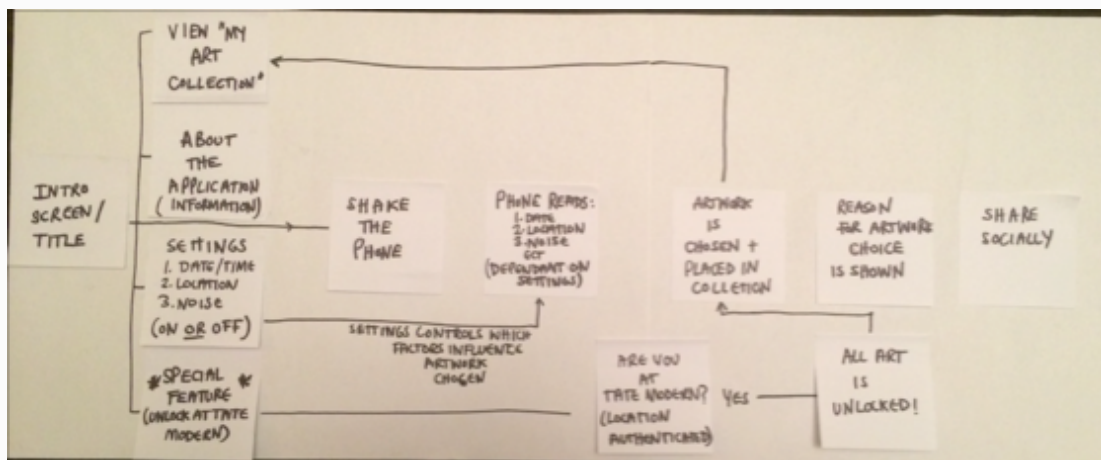 VIEW "MY
ART
COLLECTION"
ABOUT
THE
APPLICATION
(INFORMATION)
INTRO
SCREEN/
TITLE
SETTINGS
1. DATE/TIME
2. LOCATION
3. NOISE
(ON OR OFF)
*SPECIAL *
FEATURE
(UNLOCK AT TATE
MODERN)
SHAKE
THE
PHONE
PHONE READS:
1. DATE
2. LOCATION
3. NOISE
ECT
(DEPENDANT ON
SETTINGS)
SETTINGS CONTROLS WHICH
FACTORS INFLUENCE
ARTWORK
CHOSEN
ARTWORK
IS
CHOSEN +
PLACED IN
COLLETION
REASON
FOR ARTWORK
CHOICE
IS SHOWN
SHARE
SOCIALLY
ARE YOU
AT
TATE MODERN?
(LOCATION
AUTHENTICHED)
YES
ALL ART
IS
UNLOCKED!